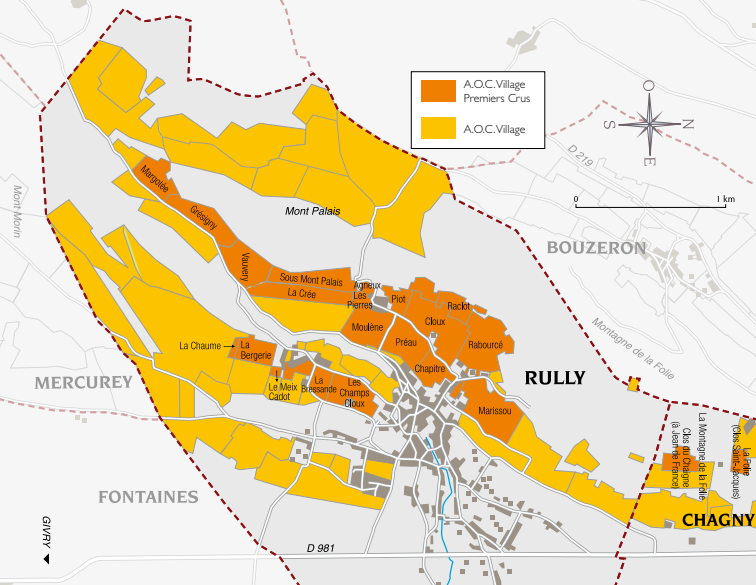 A.O.C.Village
Premiers Crus
A.O.C.Village
O
S
N
E
D 219
0
1 km
BOUZERON
Montagne de la Folie
Mont Morin
Margotée
Grésigny
Mont Palais
Vauvery
Sous Mont Palais
La Crée
Agneux
Les
Pierres
Piot
Raclot
Cloux
Moulène
Préau
Rabourcé
Chapitre
La Chaume
La
Bergerie
Le Meix
Cadot
La
Bressande
Les
Champs
Cloux
Marissou
RULLY
MERCUREY
FONTAINES
GIVRY
D 981
La Montagne de la Folie
Clos du Chaigne
(à Jean de France)
La Folie
(Clos Saint-Jacques)
CHAGNY